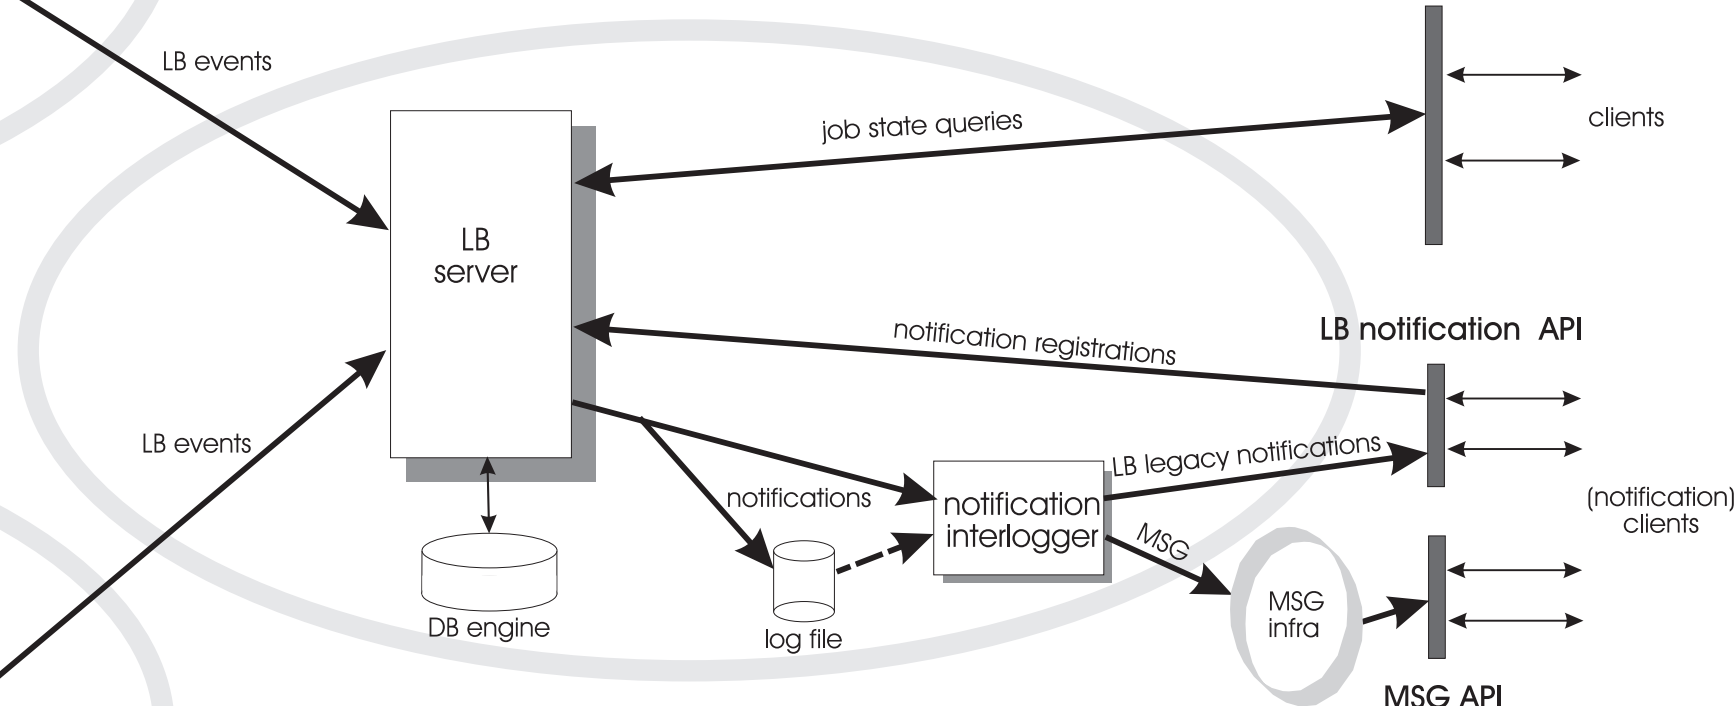 LB events
job state queries
clients
LB
server
notification registrations
LB notification API
LB events
LB legacy notifications
notifications
notification
interlogger
(notification)
clients
MSG
MSG
infra
DB engine
log file
MSG API